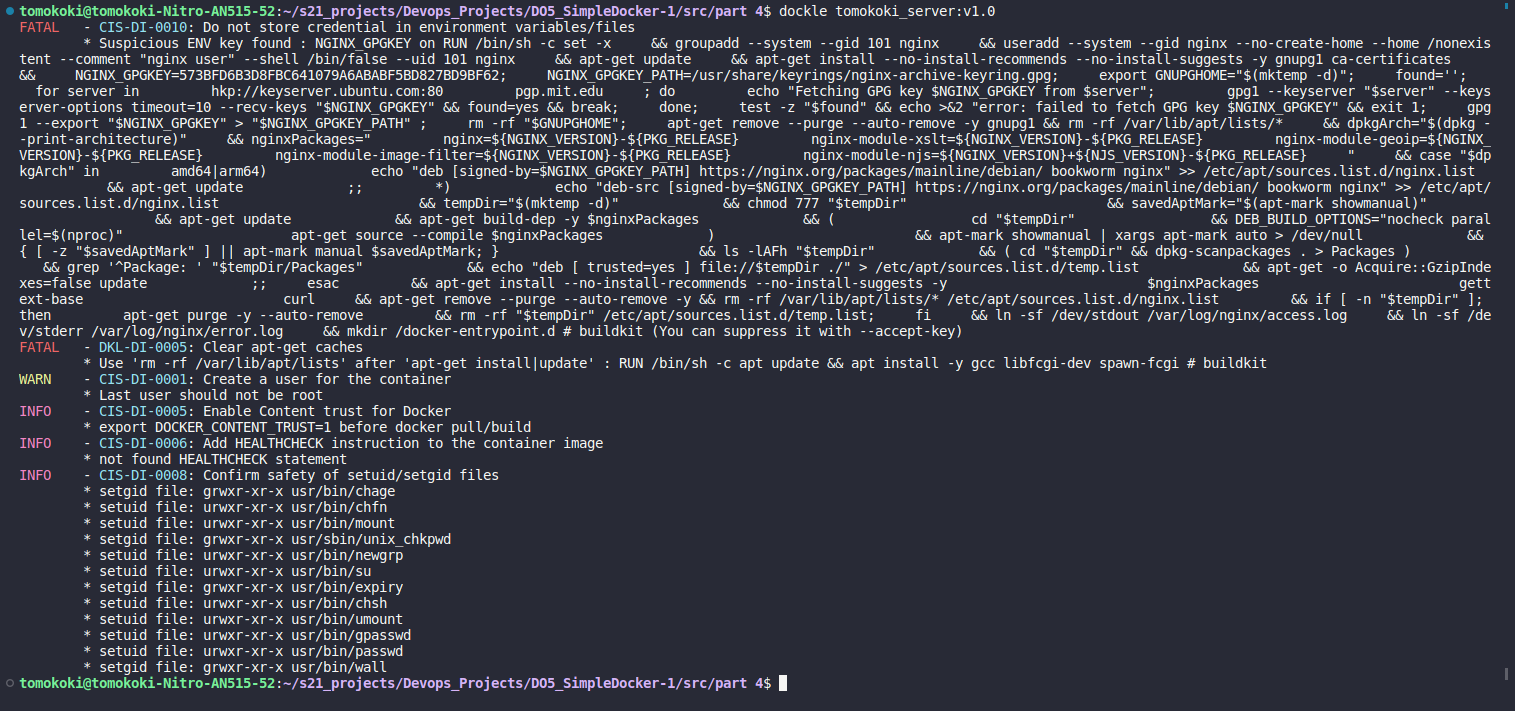 tomokoki@tomokoki-Nitro-AN515-52:~/s21_projects/Devops_Projects/DO5_SimpleDocker-1/src/part 4$ dockle tomokoki_server:v1.0
FATAL   - CIS-DI-0010: Do not store credential in environment variables/files
        * Suspicious ENV key found : NGINX_GPGKEY on RUN /bin/sh -c set -x     && groupadd --system --gid 101 nginx     && useradd --system --gid nginx --no-create-home --home /nonexis
tent --comment "nginx user" --shell /bin/false --uid 101 nginx     && apt-get update     && apt-get install --no-install-recommends --no-install-suggests -y gnupg1 ca-certificates
&&     NGINX_GPGKEY=573BFD6B3D8FBC641079A6ABABF5BD827BD9BF62;     NGINX_GPGKEY_PATH=/usr/share/keyrings/nginx-archive-keyring.gpg;     export GNUPGHOME="$(mktemp -d)";     found='';
  for server in         hkp://keyserver.ubuntu.com:80         pgp.mit.edu     ; do         echo "Fetching GPG key $NGINX_GPGKEY from $server";         gpg1 --keyserver "$server" --keys
erver-options timeout=10 --recv-keys "$NGINX_GPGKEY" && found=yes && break;     done;     test -z "$found" && echo >&2 "error: failed to fetch GPG key $NGINX_GPGKEY" && exit 1;     gpg
1 --export "$NGINX_GPGKEY" > "$NGINX_GPGKEY_PATH" ;     rm -rf "$GNUPGHOME";     apt-get remove --purge --auto-remove -y gnupg1 && rm -rf /var/lib/apt/lists/*     && dpkgArch="$(dpkg -
-print-architecture)"     && nginxPackages="         nginx=${NGINX_VERSION}-${PKG_RELEASE}         nginx-module-xslt=${NGINX_VERSION}-${PKG_RELEASE}         nginx-module-geoip=${NGINX_
VERSION}-${PKG_RELEASE}         nginx-module-image-filter=${NGINX_VERSION}-${PKG_RELEASE}         nginx-module-njs=${NGINX_VERSION}+${NJS_VERSION}-${PKG_RELEASE}     "     && case "$dp
kgArch" in         amd64|arm64)             echo "deb [signed-by=$NGINX_GPGKEY_PATH] https://nginx.org/packages/mainline/debian/ bookworm nginx" >> /etc/apt/sources.list.d/nginx.list
           && apt-get update             ;;         *)             echo "deb-src [signed-by=$NGINX_GPGKEY_PATH] https://nginx.org/packages/mainline/debian/ bookworm nginx" >> /etc/apt/
sources.list.d/nginx.list                         && tempDir="$(mktemp -d)"             && chmod 777 "$tempDir"                         && savedAptMark="$(apt-mark showmanual)"
                 && apt-get update             && apt-get build-dep -y $nginxPackages             && (                 cd "$tempDir"                 && DEB_BUILD_OPTIONS="nocheck paral
lel=$(nproc)"                     apt-get source --compile $nginxPackages             )                         && apt-mark showmanual | xargs apt-mark auto > /dev/null             &&
{ [ -z "$savedAptMark" ] || apt-mark manual $savedAptMark; }                         && ls -lAFh "$tempDir"             && ( cd "$tempDir" && dpkg-scanpackages . > Packages )
   && grep '^Package: ' "$tempDir/Packages"             && echo "deb [ trusted=yes ] file://$tempDir ./" > /etc/apt/sources.list.d/temp.list             && apt-get -o Acquire::GzipInde
xes=false update             ;;     esac         && apt-get install --no-install-recommends --no-install-suggests -y                         $nginxPackages                         gett
ext-base                         curl     && apt-get remove --purge --auto-remove -y && rm -rf /var/lib/apt/lists/* /etc/apt/sources.list.d/nginx.list         && if [ -n "$tempDir" ];
then         apt-get purge -y --auto-remove         && rm -rf "$tempDir" /etc/apt/sources.list.d/temp.list;     fi     && ln -sf /dev/stdout /var/log/nginx/access.log     && ln -sf /de
v/stderr /var/log/nginx/error.log     && mkdir /docker-entrypoint.d # buildkit (You can suppress it with --accept-key)
FATAL   - DKL-DI-0005: Clear apt-get caches
        * Use 'rm -rf /var/lib/apt/lists' after 'apt-get install|update' : RUN /bin/sh -c apt update && apt install -y gcc libfcgi-dev spawn-fcgi # buildkit
WARN    - CIS-DI-0001: Create a user for the container
        * Last user should not be root
INFO    - CIS-DI-0005: Enable Content trust for Docker
        * export DOCKER_CONTENT_TRUST=1 before docker pull/build
INFO    - CIS-DI-0006: Add HEALTHCHECK instruction to the container image
        * not found HEALTHCHECK statement
INFO    - CIS-DI-0008: Confirm safety of setuid/setgid files
        * setgid file: grwxr-xr-x usr/bin/chage
        * setuid file: urwxr-xr-x usr/bin/chfn
        * setuid file: urwxr-xr-x usr/bin/mount
        * setgid file: grwxr-xr-x usr/sbin/unix_chkpwd
        * setuid file: urwxr-xr-x usr/bin/newgrp
        * setuid file: urwxr-xr-x usr/bin/su
        * setgid file: grwxr-xr-x usr/bin/expiry
        * setuid file: urwxr-xr-x usr/bin/chsh
        * setuid file: urwxr-xr-x usr/bin/umount
        * setuid file: urwxr-xr-x usr/bin/gpasswd
        * setuid file: urwxr-xr-x usr/bin/passwd
        * setgid file: grwxr-xr-x usr/bin/wall
tomokoki@tomokoki-Nitro-AN515-52:~/s21_projects/Devops_Projects/DO5_SimpleDocker-1/src/part 4$